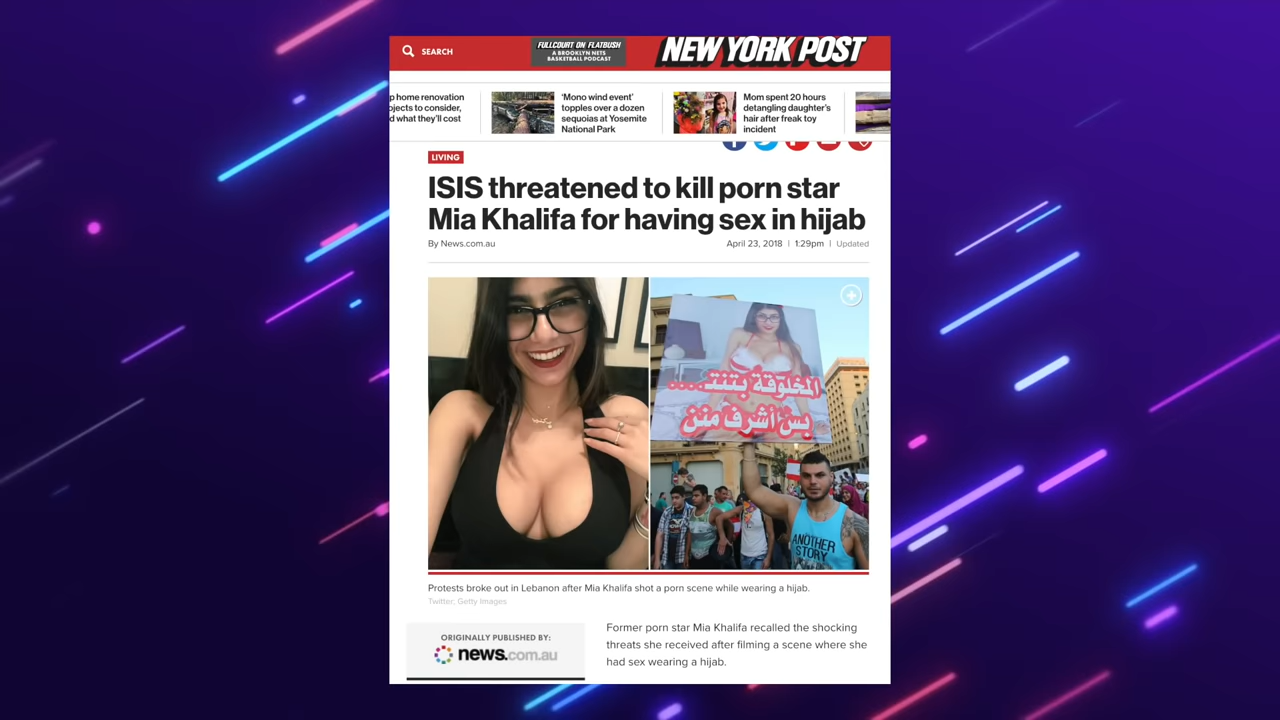 SEARCH
FULLCOURT ON FLATBUSH
A BROOKLYN NETS
BASKETBALL PODCAST
NEW YORK POST
p home renovation
jects to consider,
d what they'll cost
'Mono wind event'
topples over a dozen
sequoias at Yosemite
National Park
Mom spent 20 hours
detangling daughter's
hair after freak toy
incident
LIVING
ISIS threatened to kill porn star
Mia Khalifa for having sex in hijab
By News.com.au
April 23, 2018 | 1:29pm | Updated
المخلوقة بتنتـ....
بس أشرف منن
ANOTHER
STORY
Protests broke out in Lebanon after Mia Khalifa shot a porn scene while wearing a hijab.
Twitter, Getty Images
ORIGINALLY PUBLISHED BY:
news.com.au
Former porn star Mia Khalifa recalled the shocking
threats she received after filming a scene where she
had sex wearing a hijab.